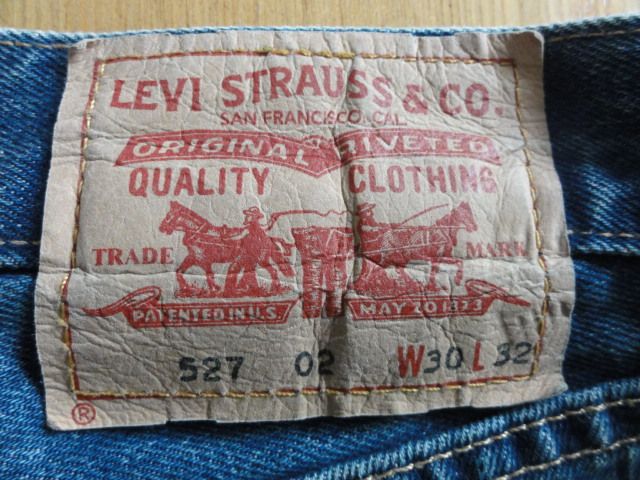 LEVI STRAUSS & CO.
SAN FRANCISCO, CAL.
ORIGINAL RIVETED
QUALITY CLOTHING
TRADE MARK
PATENTED IN U.S. MAY 20 1873
527 02 W30 L 32
®